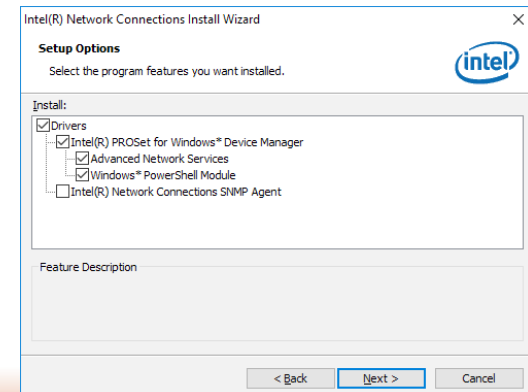 Intel(R) Network Connections Install Wizard
Setup Options
Select the program features you want installed.
intel
Install:
Drivers
Intel(R) PROSet for Windows* Device Manager
Advanced Network Services
Windows* PowerShell Module
Intel(R) Network Connections SNMP Agent
Feature Description
< Back Next > Cancel